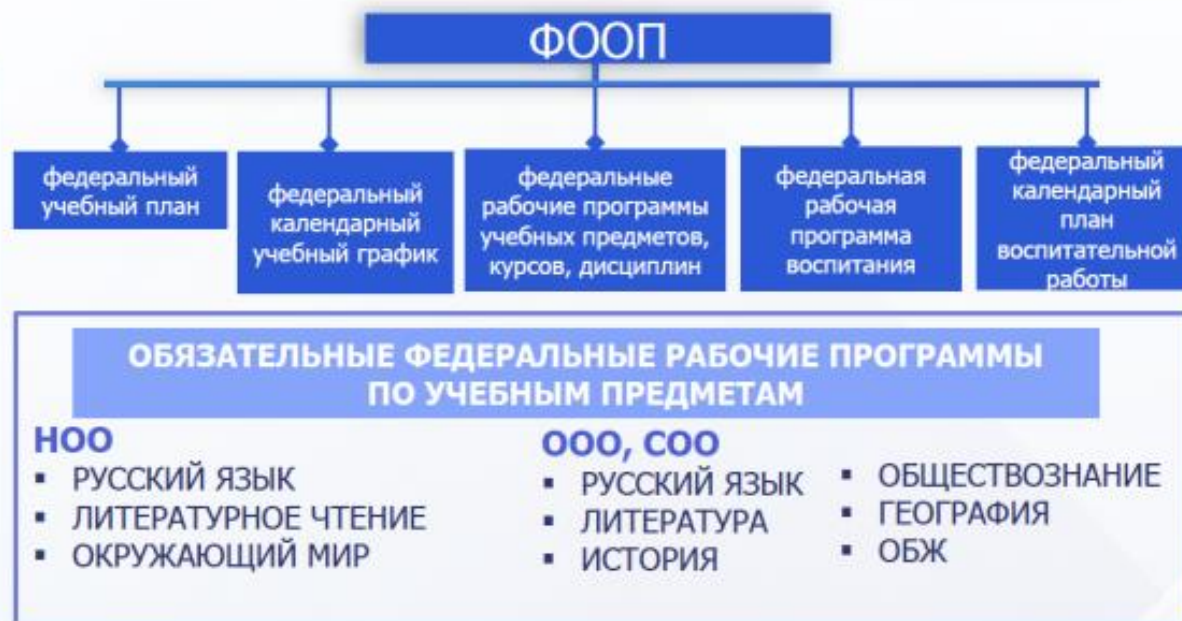 ФООП
федеральный
учебный план
федеральный
календарный
учебный график
федеральные
рабочие программы
учебных предметов,
курсов, дисциплин
федеральная
рабочая
программа
воспитания
федеральный
календарный
план
воспитательной
работы
ОБЯЗАТЕЛЬНЫЕ ФЕДЕРАЛЬНЫЕ РАБОЧИЕ ПРОГРАММЫ
ПО УЧЕБНЫМ ПРЕДМЕТАМ
НОО
▪ РУССКИЙ ЯЗЫК
▪ ЛИТЕРАТУРНОЕ ЧТЕНИЕ
▪ ОКРУЖАЮЩИЙ МИР
ООО, СОО
▪ РУССКИЙ ЯЗЫК
▪ ЛИТЕРАТУРА
▪ ИСТОРИЯ
▪ ОБЩЕСТВОЗНАНИЕ
▪ ГЕОГРАФИЯ
▪ ОБЖ